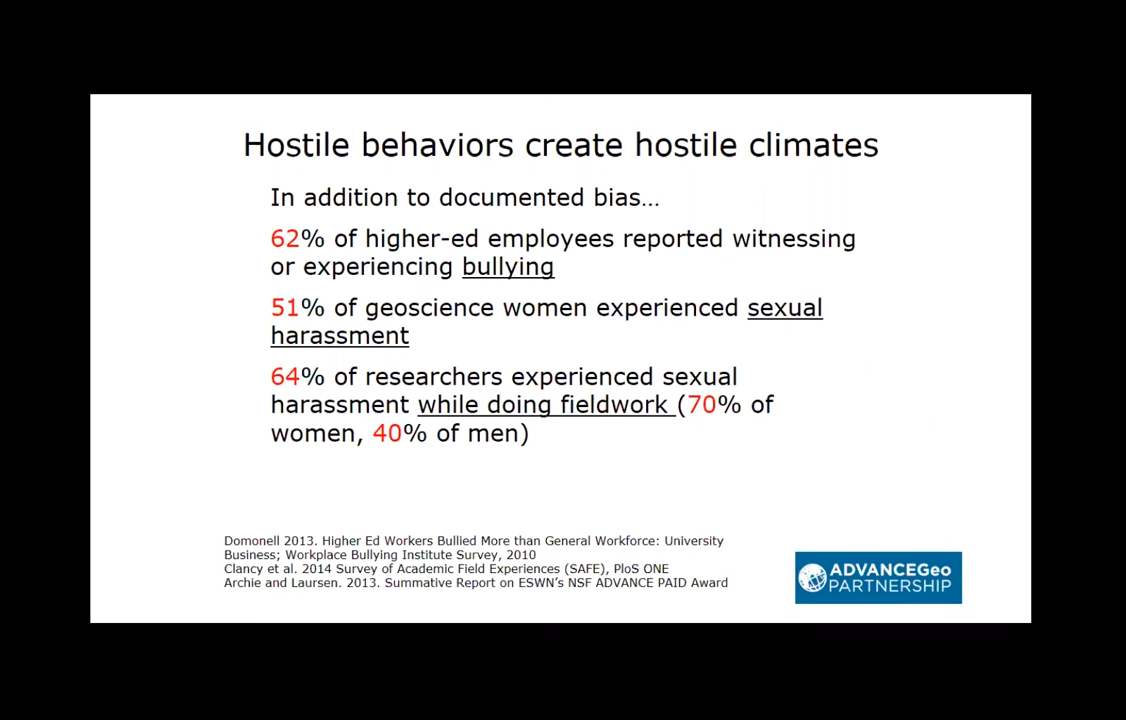 Hostile behaviors create hostile climates
In addition to documented bias…
62% of higher-ed employees reported witnessing
or experiencing bullying
51% of geoscience women experienced sexual
harassment
64% of researchers experienced sexual
harassment while doing fieldwork (70% of
women, 40% of men)
Domonell 2013. Higher Ed Workers Bullied More than General Workforce: University
Business; Workplace Bullying Institute Survey, 2010
Clancy et al. 2014 Survey of Academic Field Experiences (SAFE), PloS ONE
Archie and Laursen. 2013. Summative Report on ESWN’s NSF ADVANCE PAID Award
ADVANCEGeo
PARTNERSHIP